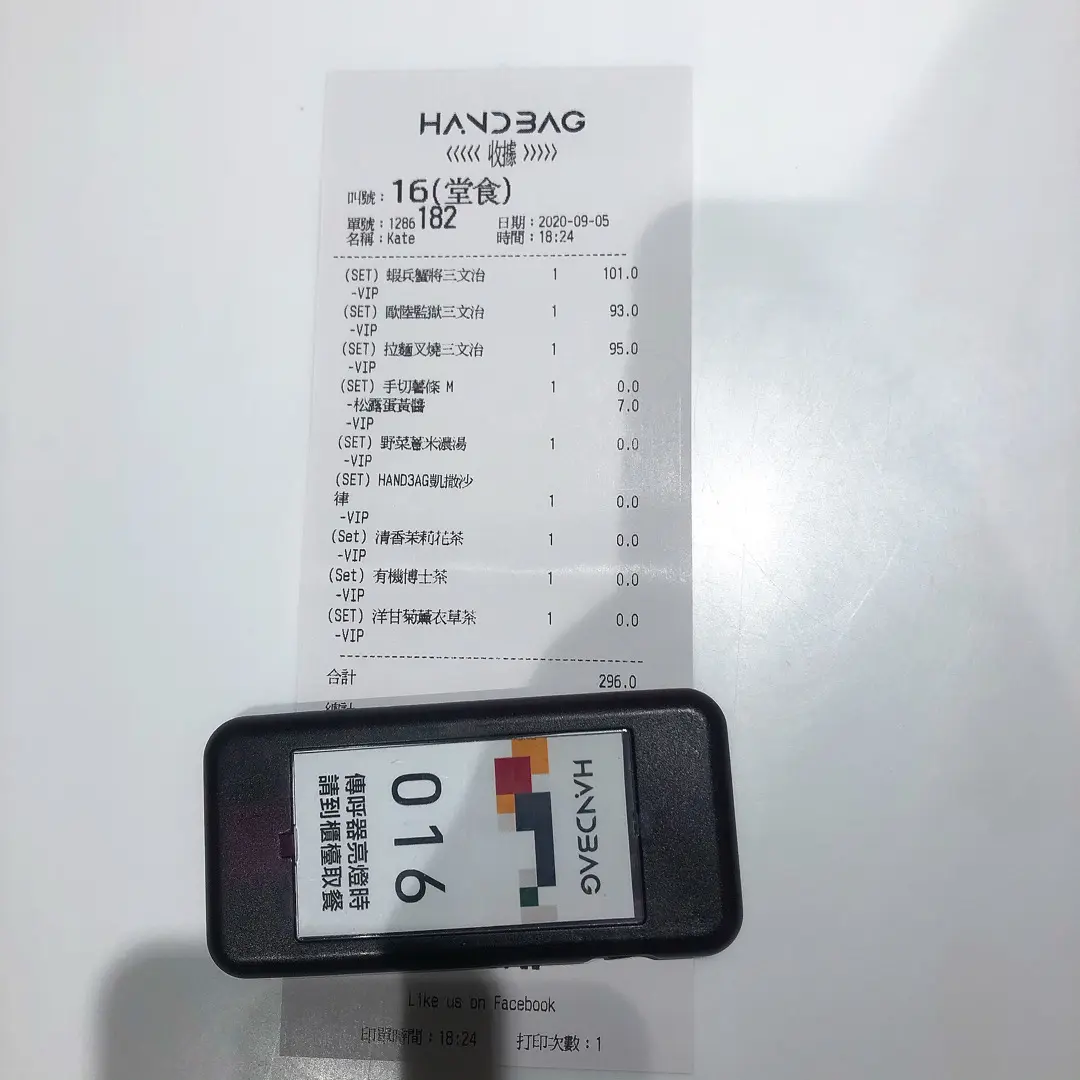 HANDBAG
<<<<< 收據 >>>>>
叫號：16(堂食)
單號：1286182 日期：2020-09-05
名稱：Kate 時間：18:24
(SET) 蝦兵蟹將三文治 1 101.0
-VIP
(SET) 歐陸監獄三文治 1 93.0
-VIP
(SET) 拉麵叉燒三文治 1 95.0
-VIP
(SET) 手切薯條 M 1 0.0
-松露蛋黃醬 7.0
-VIP
(SET) 野菜薏米濃湯 1 0.0
-VIP
(SET) HANDBAG凱撒沙
律 1 0.0
-VIP
(Set) 清香茉莉花茶 1 0.0
-VIP
(Set) 有機博士茶 1 0.0
-VIP
(SET) 洋甘菊薰衣草茶 1 0.0
-VIP
合計 296.0
總計
HANDBAG
016
傳呼器亮燈時
請到櫃檯取餐
Like us on Facebook
印單時間：18:24 打印次數：1